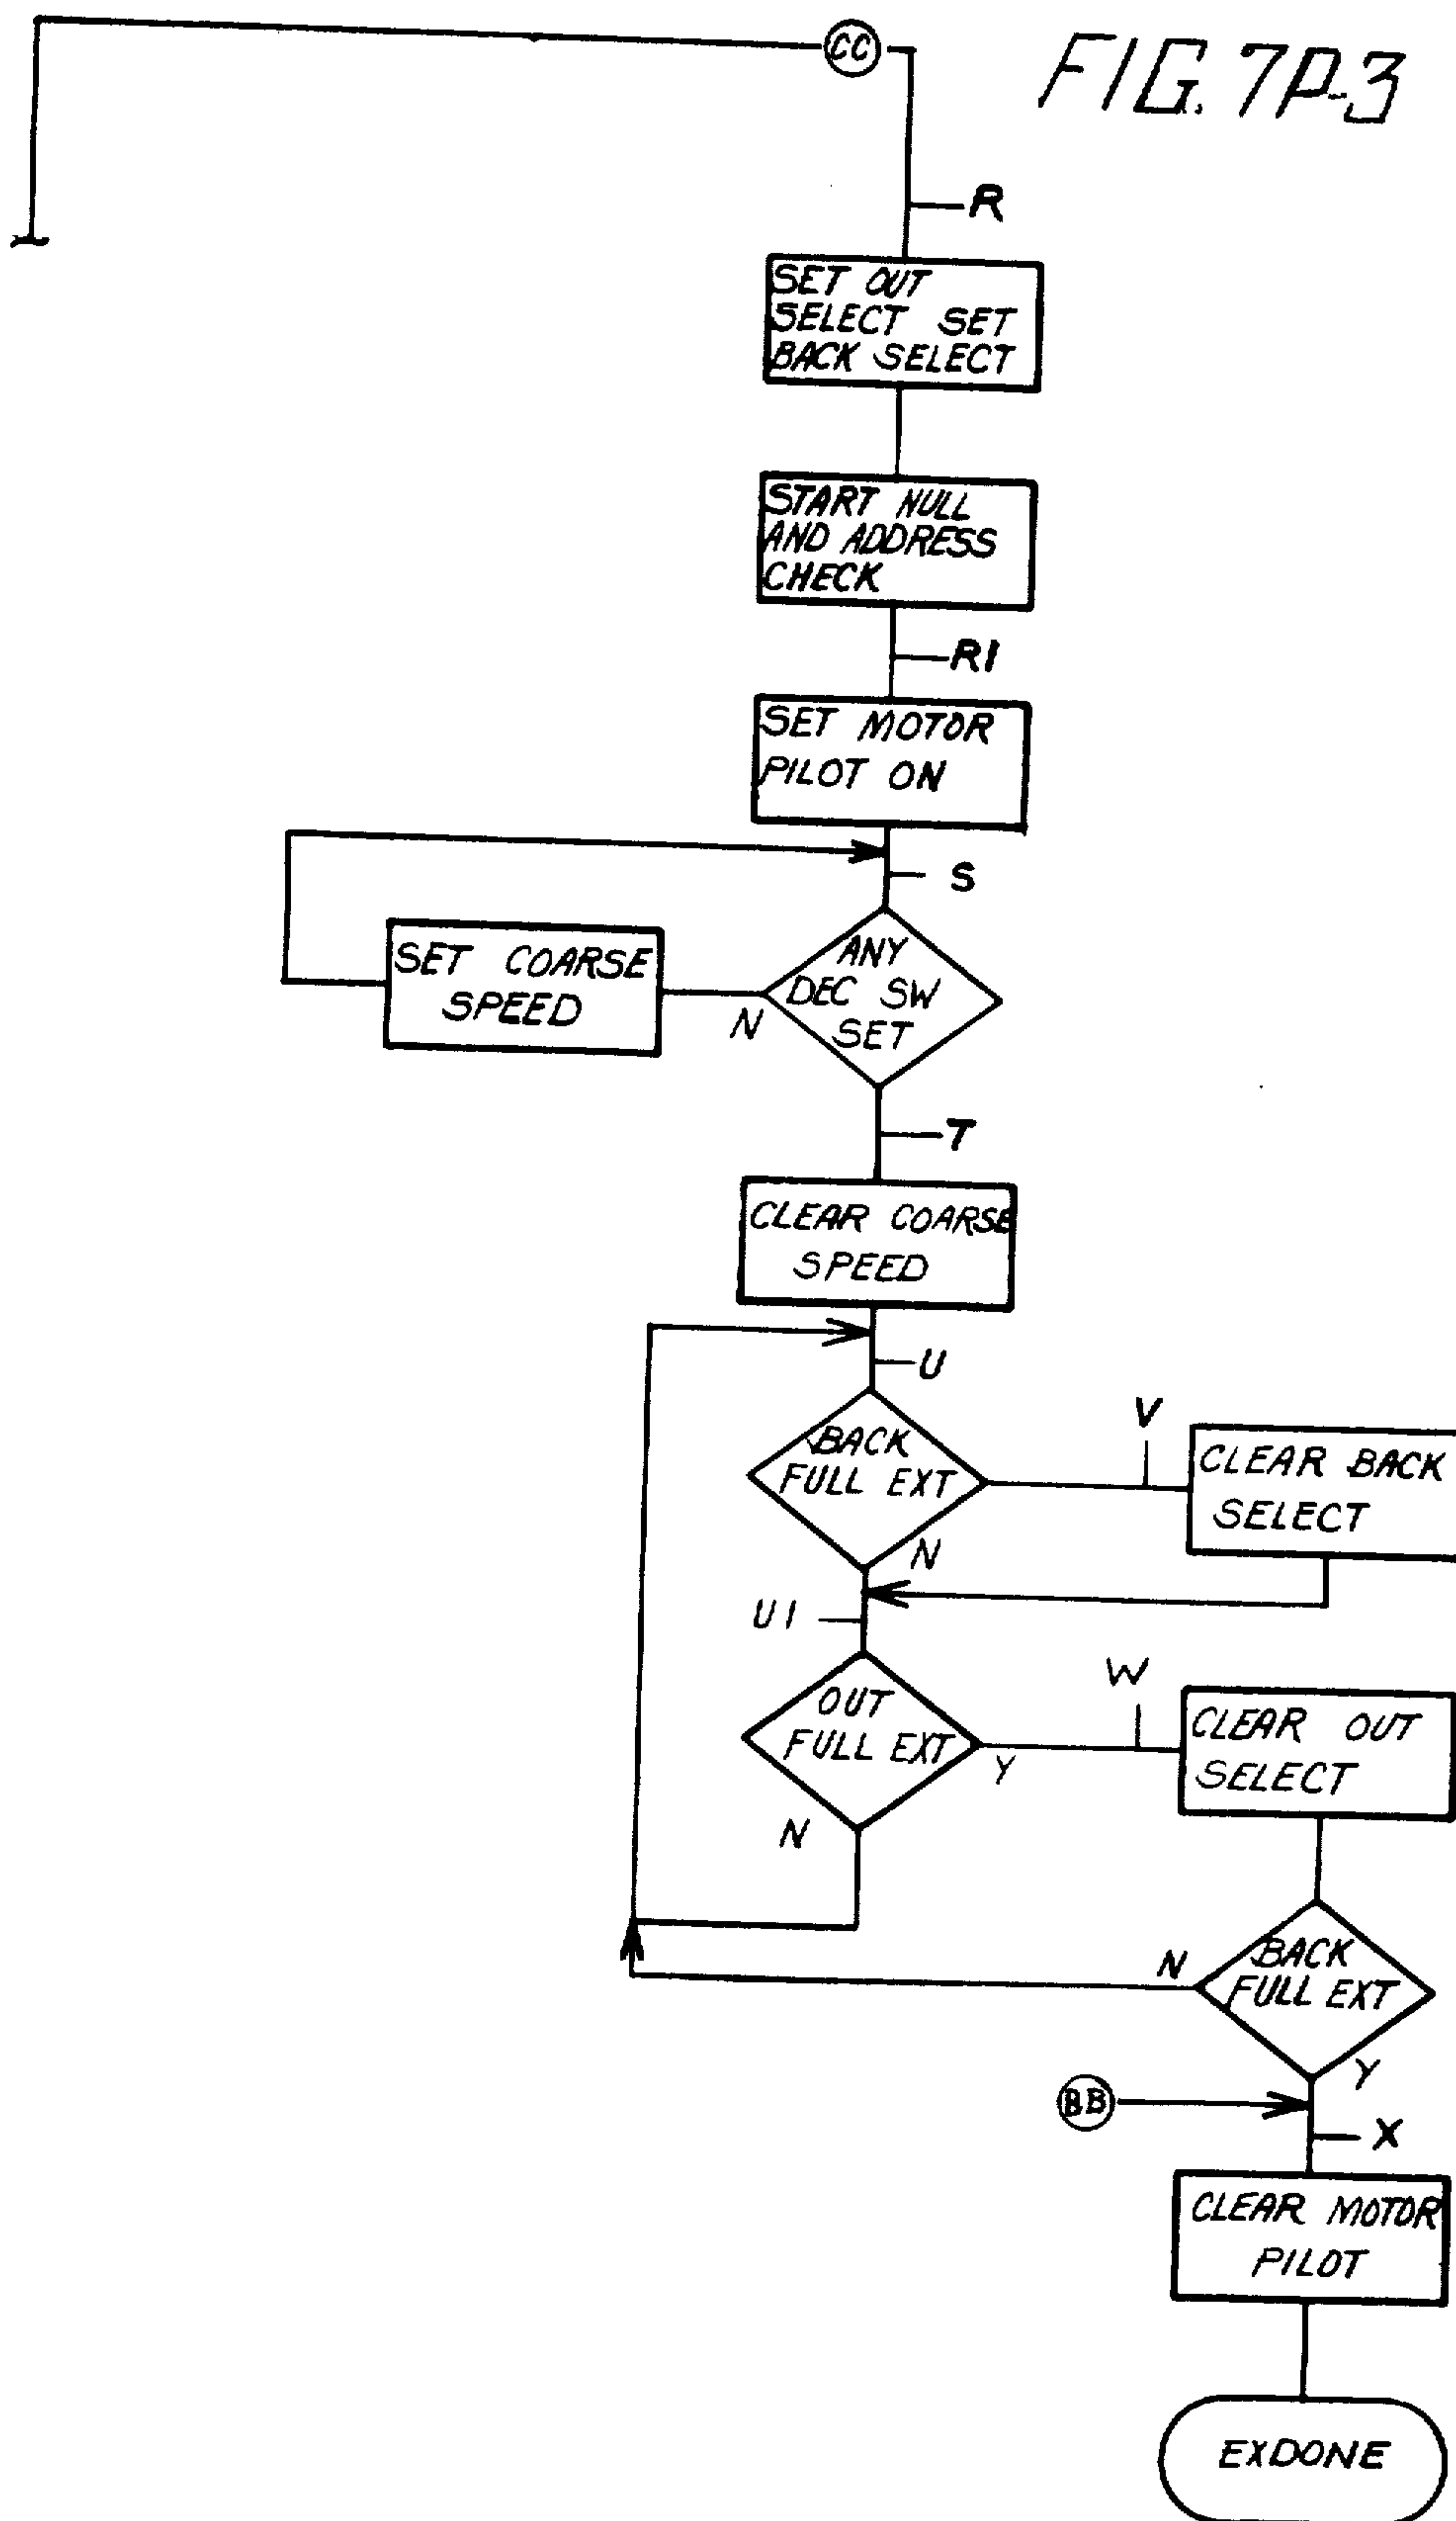 CC
FIG. 7P-3
R
SET OUT
SELECT SET
BACK SELECT
START NULL
AND ADDRESS
CHECK
R1
SET MOTOR
PILOT ON
S
SET COARSE
SPEED
N
ANY
DEC SW
SET
T
CLEAR COARSE
SPEED
U
BACK
FULL EXT
N
V
CLEAR BACK
SELECT
U1
OUT
FULL EXT
Y
N
W
CLEAR OUT
SELECT
N
BACK
FULL EXT
Y
BB
X
CLEAR MOTOR
PILOT
EXDONE